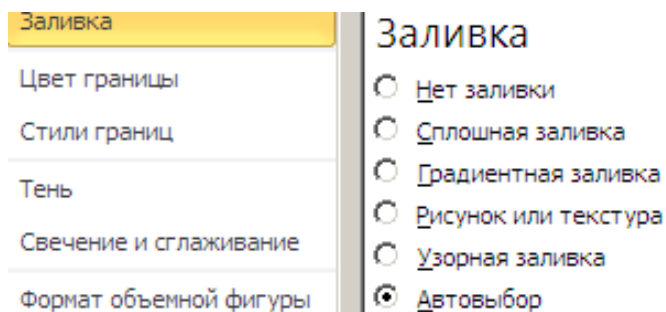 Заливка
Цвет границы
Стили границ
Тень
Свечение и сглаживание
Формат объемной фигуры
Заливка
Нет заливки
Сплошная заливка
Градиентная заливка
Рисунок или текстура
Узорная заливка
Автовыбор